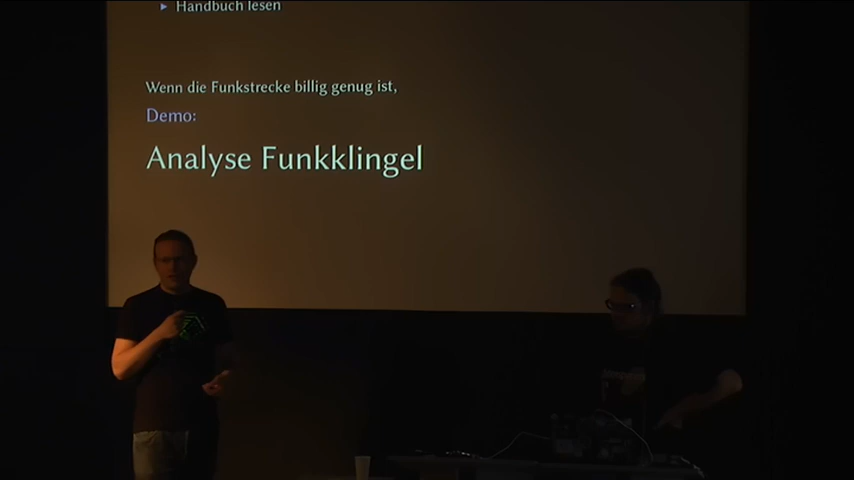 ▸ Handbuch lesen
Wenn die Funkstrecke billig genug ist,
Demo:
Analyse Funkklingel